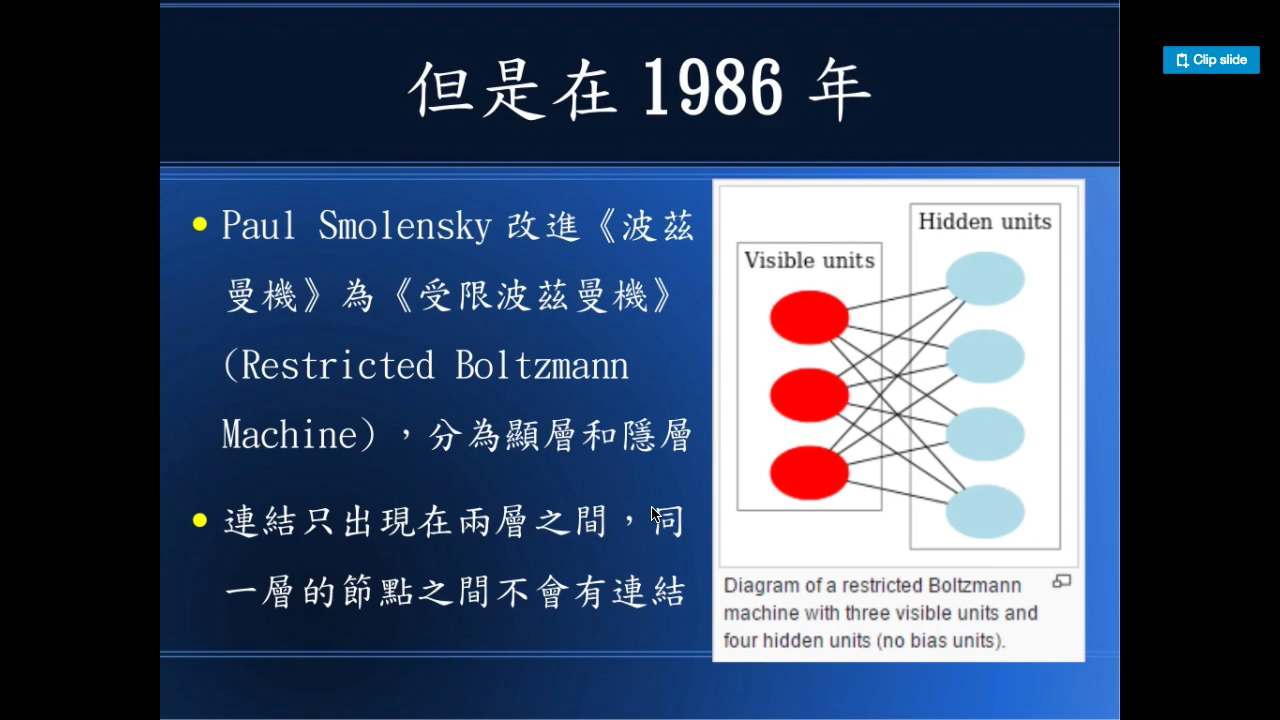 但是在 1986 年
Clip slide
Paul Smolensky 改進《波茲
曼機》為《受限波茲曼機》
(Restricted Boltzmann
Machine),分為顯層和隱層
連結只出現在兩層之間,同
一層的節點之間不會有連結
Hidden units
Visible units
Diagram of a restricted Boltzmann
machine with three visible units and
four hidden units (no bias units).